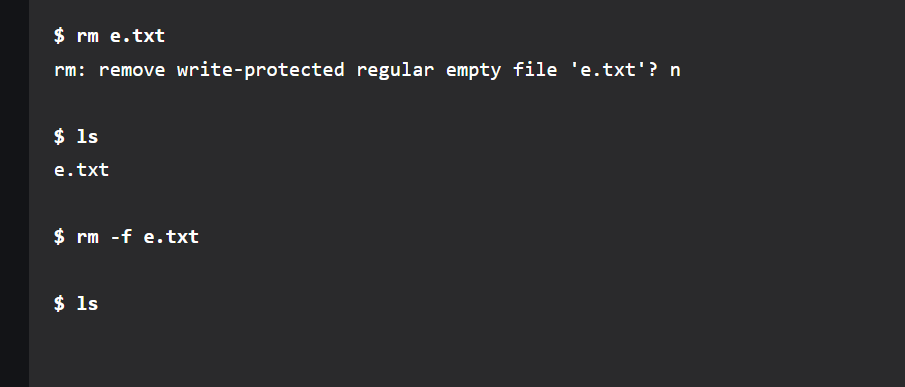 $ rm e.txt
rm: remove write-protected regular empty file 'e.txt'? n
$ ls
e.txt
$ rm -f e.txt
$ ls